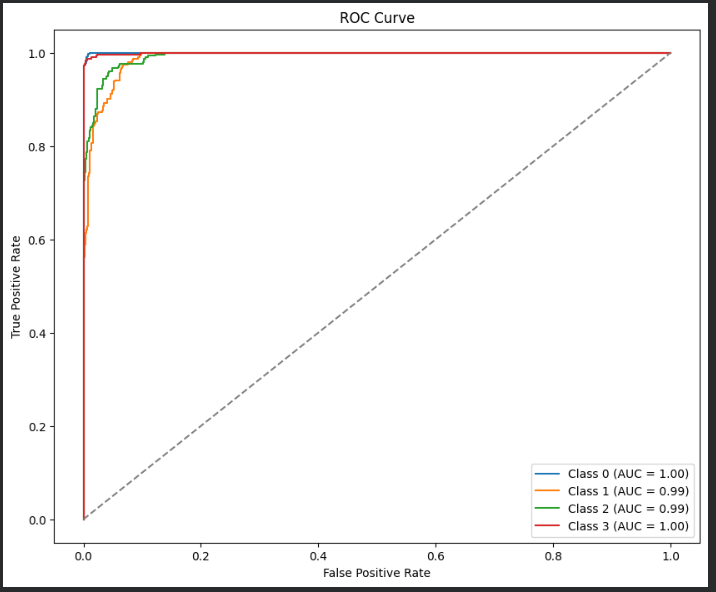 ROC Curve
1.0
0.8
0.6
0.4
0.2
0.0
True Positive Rate
0.0 0.2 0.4 0.6 0.8 1.0
False Positive Rate
Class 0 (AUC = 1.00)
Class 1 (AUC = 0.99)
Class 2 (AUC = 0.99)
Class 3 (AUC = 1.00)